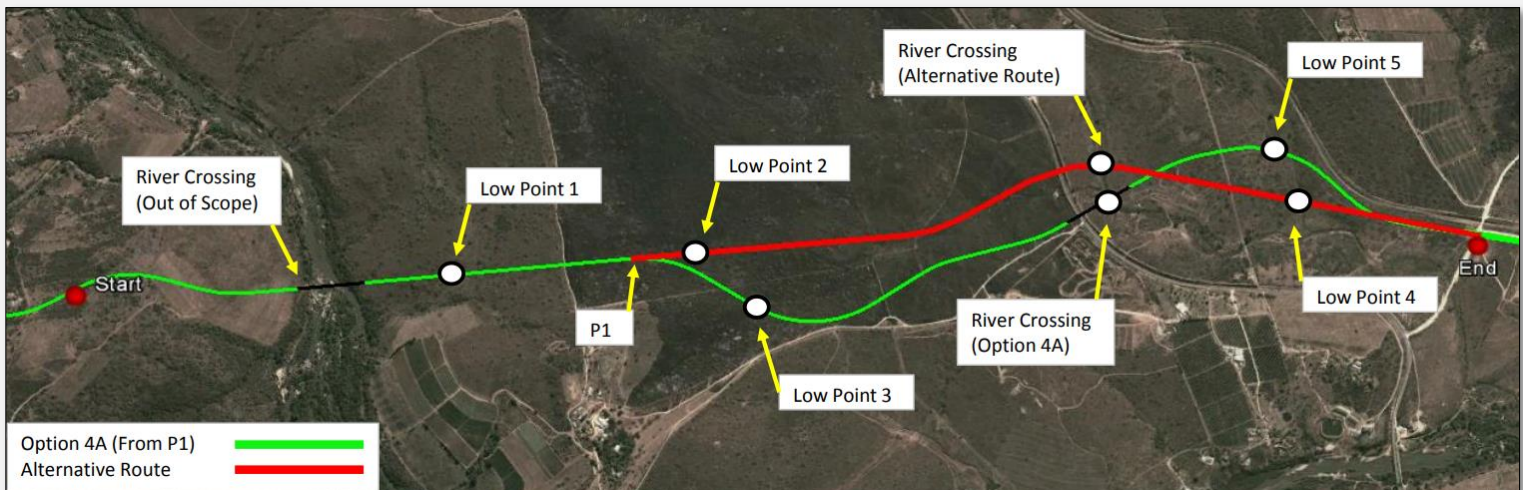 River Crossing
(Alternative Route)
Low Point 5
River Crossing
(Out of Scope)
Low Point 1
Low Point 2
Start
P1
Low Point 3
River Crossing
(Option 4A)
Low Point 4
End
Option 4A (From P1)
Alternative Route